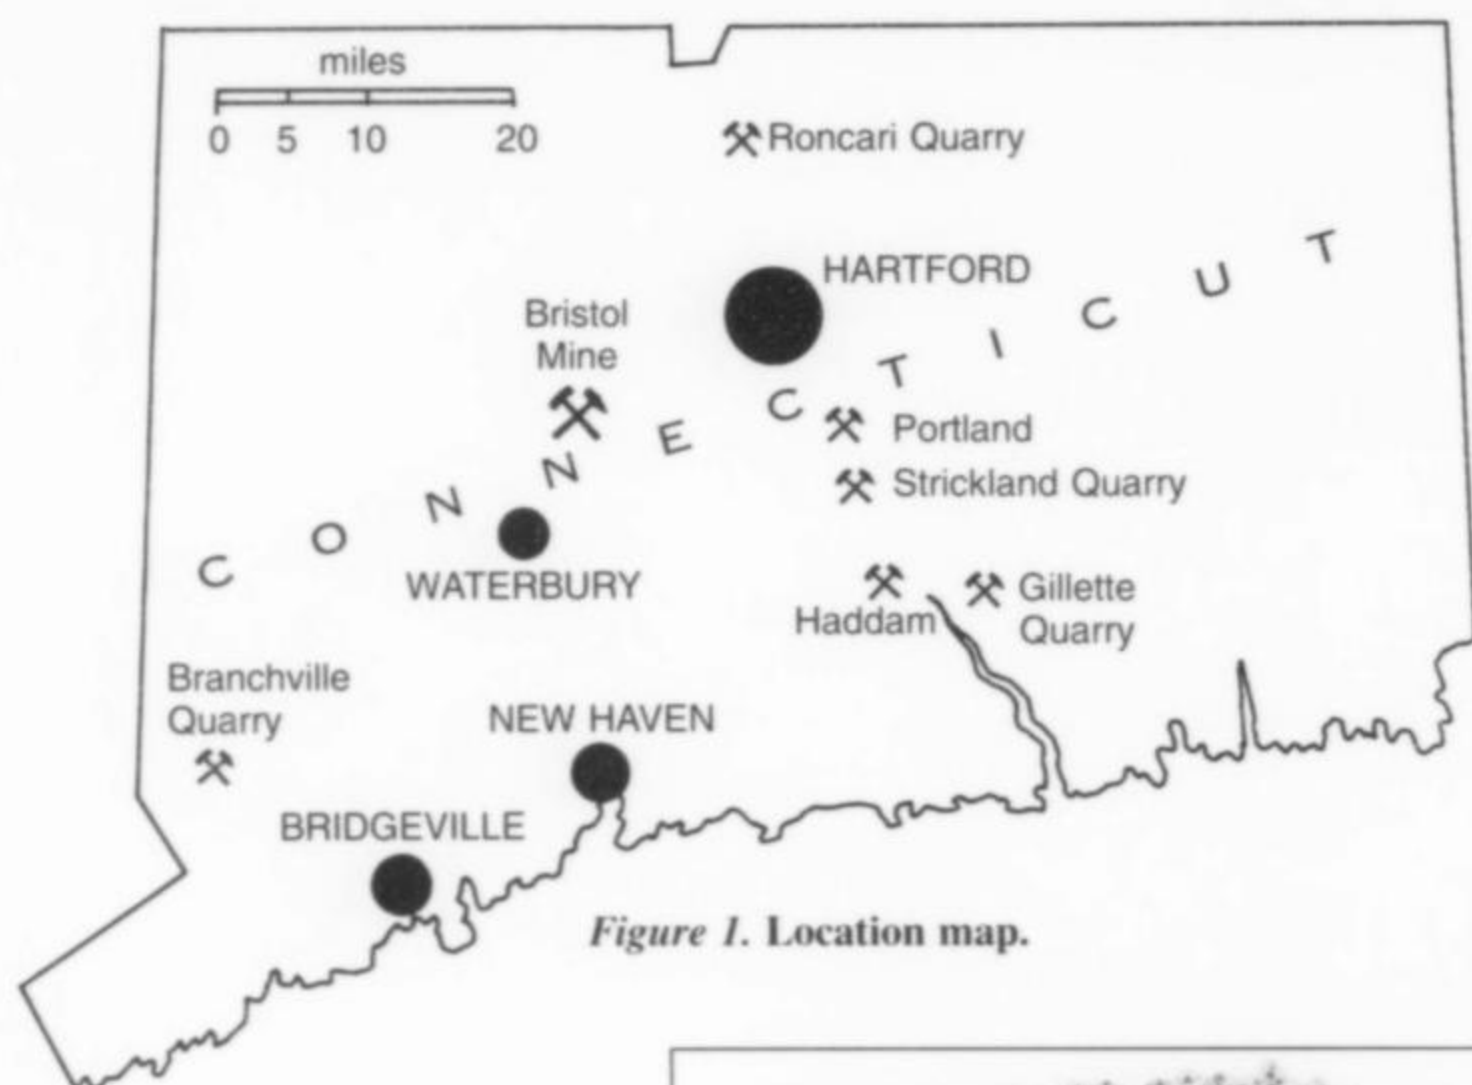 miles
0 5 10 20
Roncari Quarry
HARTFORD
Bristol
Mine
CONNECTICUT
Portland
Strickland Quarry
WATERBURY
Haddam
Gillette
Quarry
Branchville
Quarry
NEW HAVEN
BRIDGEVILLE
Figure 1. Location map.